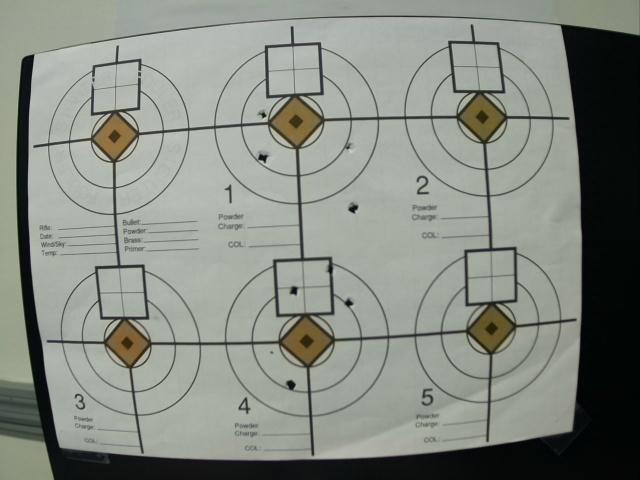 1
Powder
Charge:
COL:
2
Powder
Charge:
COL:
Rifle:
Date:
Wind/Sky:
Temp:
Bullet:
Powder:
Brass:
Primer:
3
Powder
Charge:
COL:
4
Powder
Charge:
COL:
5
Powder
Charge:
COL: